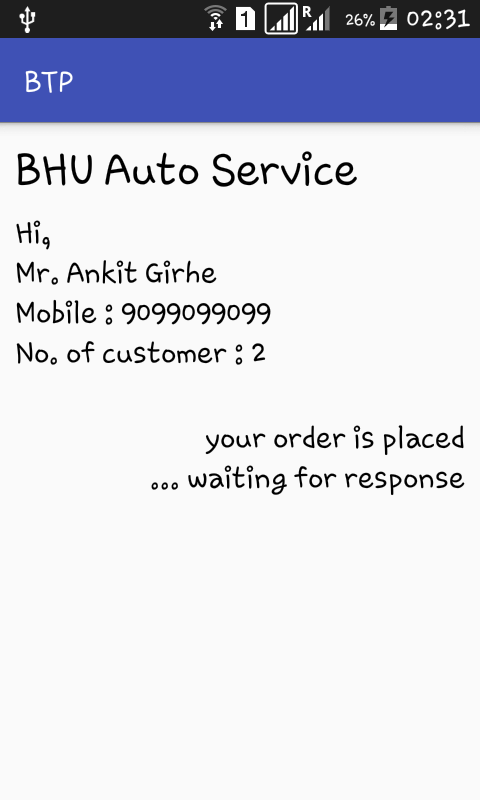 1 R 26% 02:31
BTP
BHU Auto Service
Hi,
Mr. Ankit Girhe
Mobile : 9099099099
No. of customer : 2
your order is placed
... waiting for response